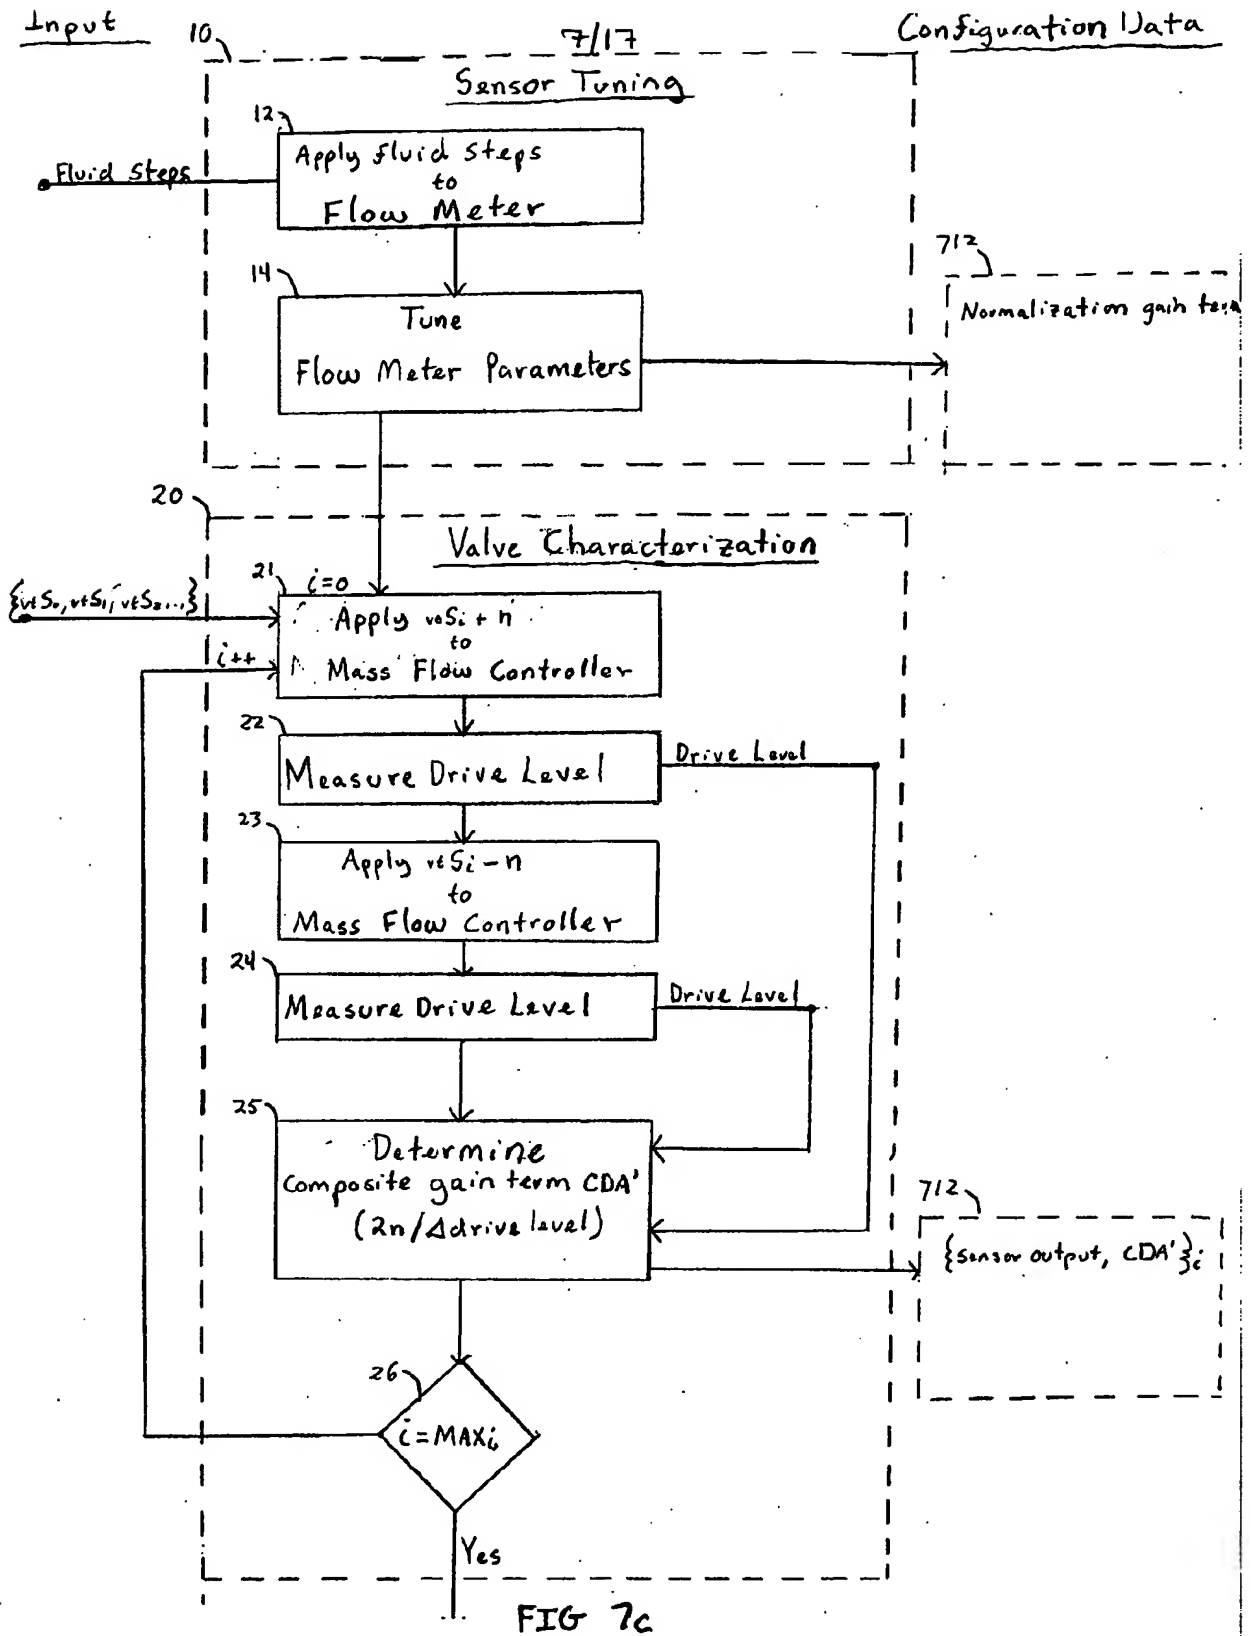 Input
7/17
Configuration Data
10
Sensor Tuning
12
Apply fluid steps
to
Flow Meter
Fluid Steps
14
Tune
Flow Meter Parameters
712
Normalization gain term
20
Valve Characterization
21
i=0
{vtS₀, vtS₁, vtS₂...}
Apply vtSi + n
to
Mass Flow Controller
i++
22
Measure Drive Level
Drive Level
23
Apply vtSi - n
to
Mass Flow Controller
24
Measure Drive Level
Drive Level
25
Determine
composite gain term CDA'
(2n/Δdrive level)
712
{Sensor output, CDA'}i
26
i=MAXi
Yes
FIG 7c